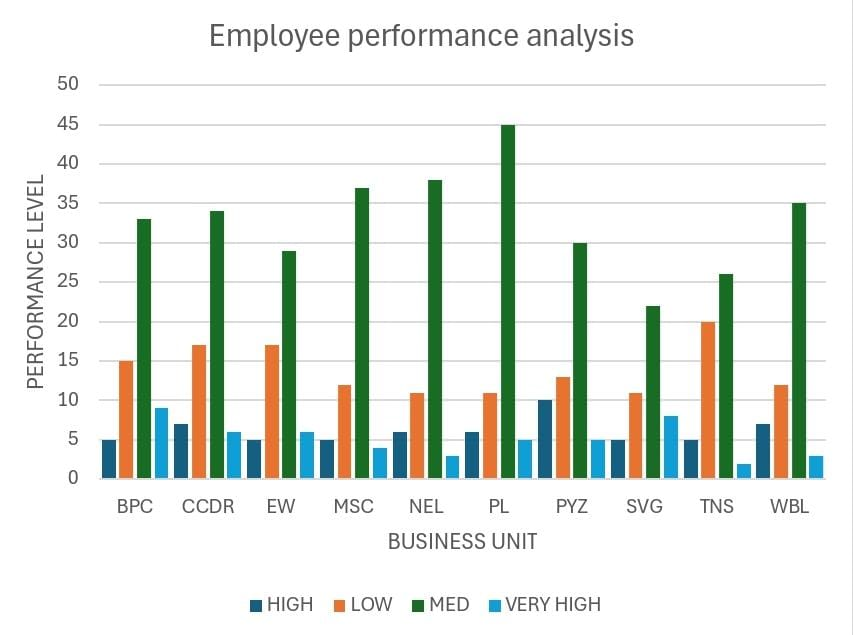 Employee performance analysis
50
45
40
35
30
25
20
15
10
5
0
PERFORMANCE LEVEL
BPC CCDR EW MSC NEL PL PYZ SVG TNS WBL
BUSINESS UNIT
HIGH LOW MED VERY HIGH